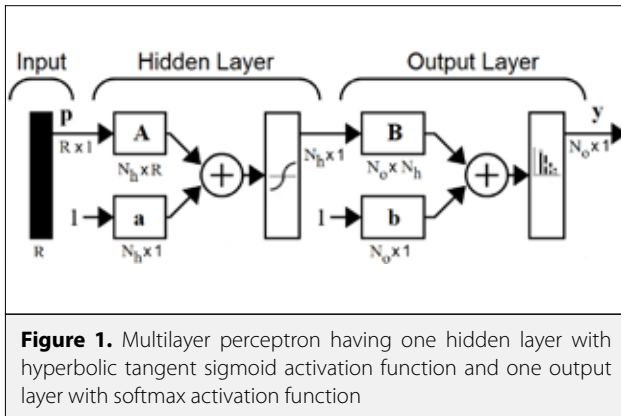 Input Hidden Layer Output Layer
p A B y
R x 1 N_h x R N_h x 1 N_o x N_h N_o x 1
1 a 1 b
R N_h x 1 N_o x 1
Figure 1. Multilayer perceptron having one hidden layer with
hyperbolic tangent sigmoid activation function and one output
layer with softmax activation function